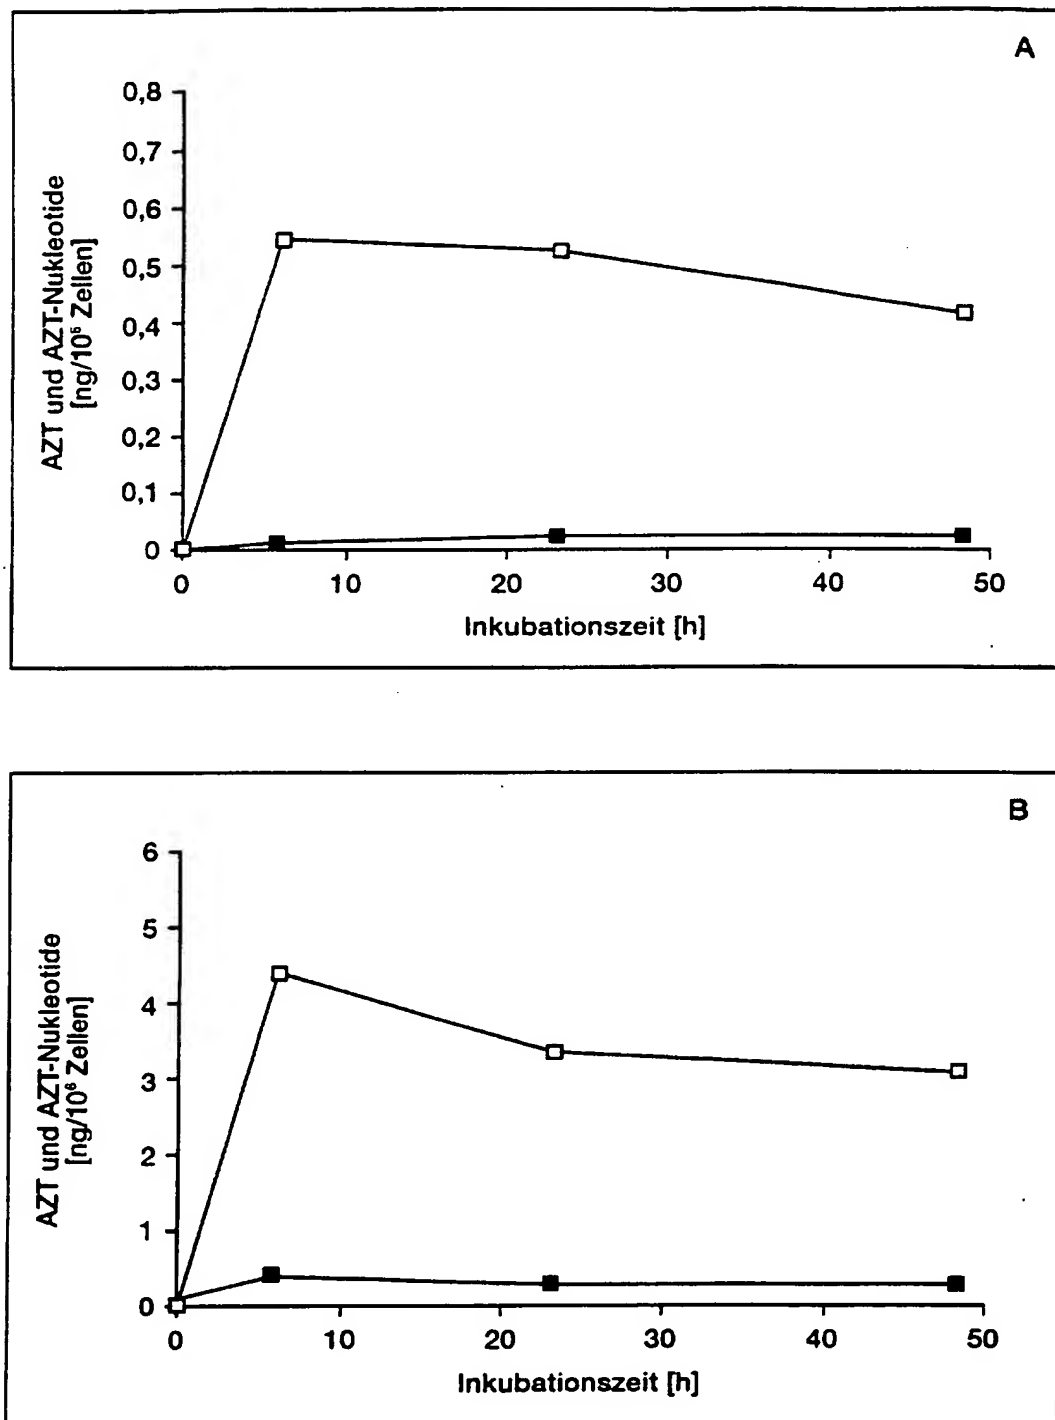 A
0,8
0,7
0,6
0,5
0,4
0,3
0,2
0,1
0
AZT und AZT-Nukleotide
[ng/10⁶ Zellen]
0 10 20 30 40 50
Inkubationszeit [h]
B
6
5
4
3
2
1
0
AZT und AZT-Nukleotide
[ng/10⁶ Zellen]
0 10 20 30 40 50
Inkubationszeit [h]